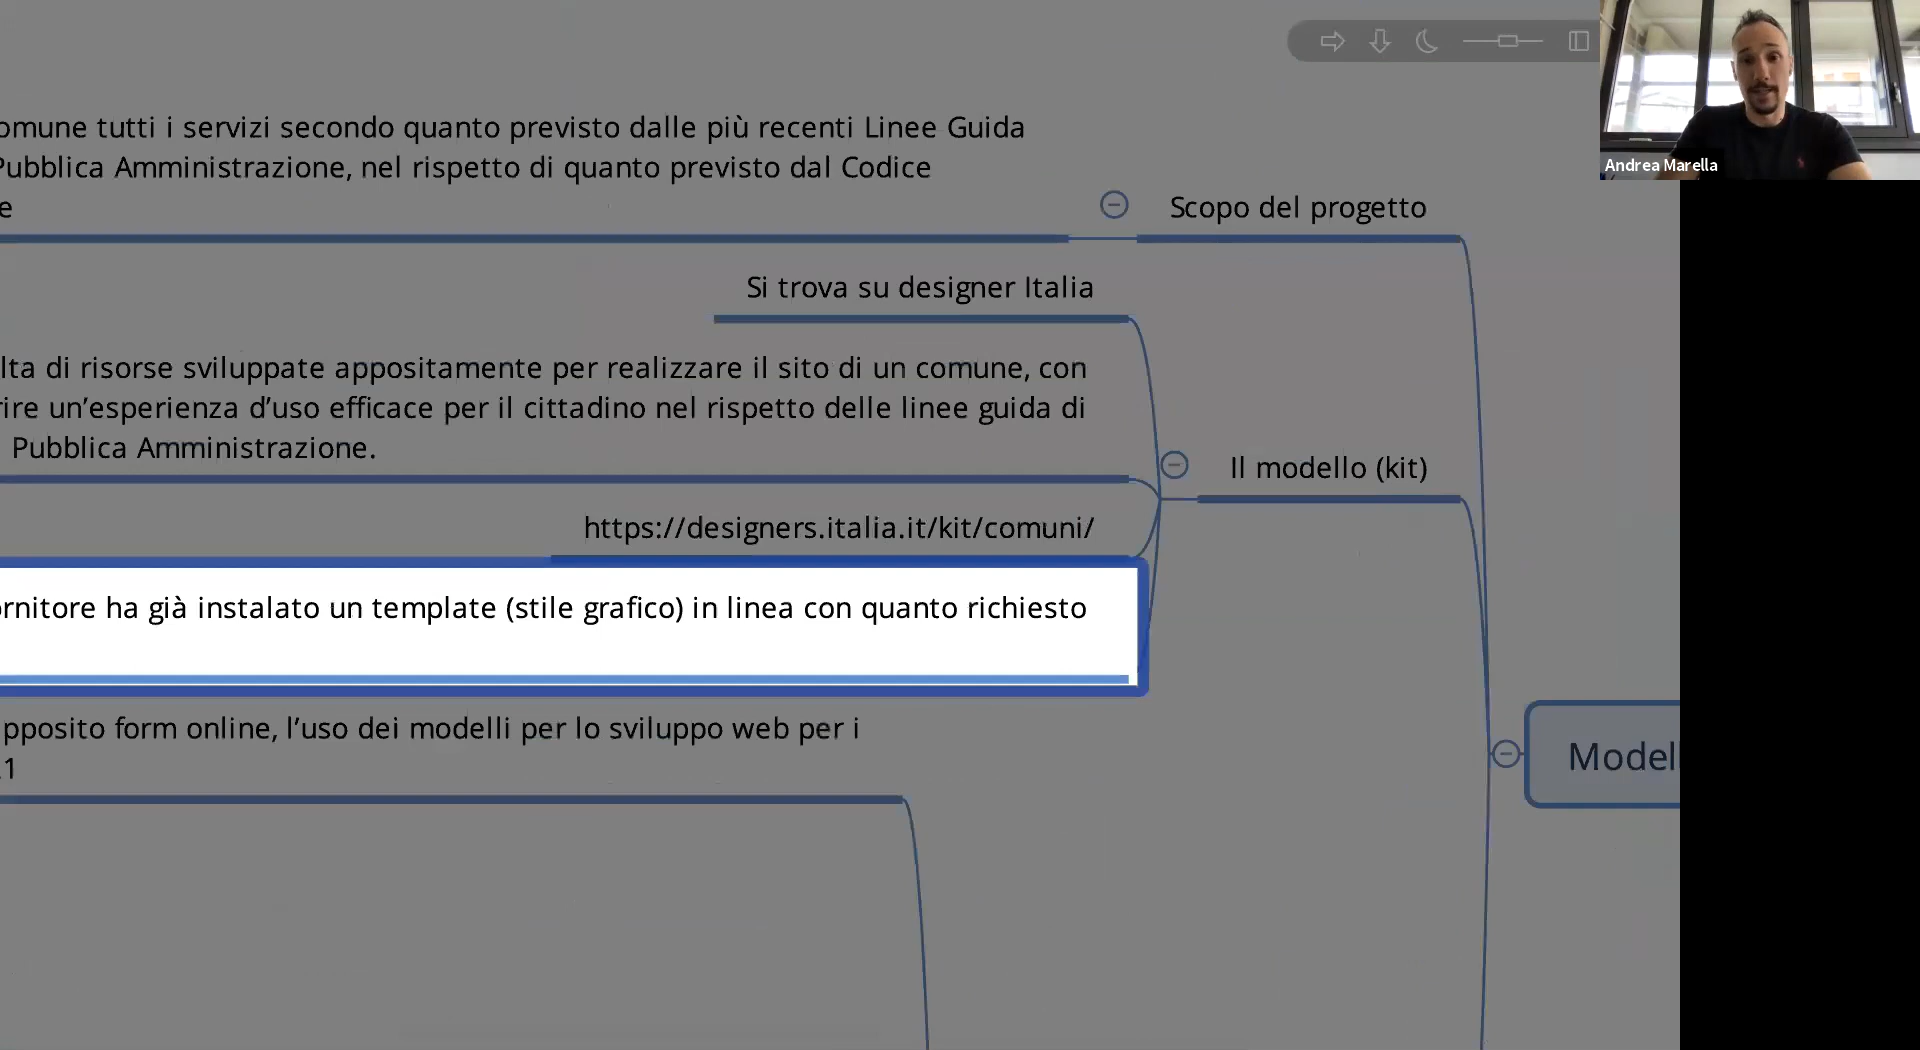 omune tutti i servizi secondo quanto previsto dalle più recenti Linee Guida
Pubblica Amministrazione, nel rispetto di quanto previsto dal Codice
e
Scopo del progetto
Si trova su designer Italia
lta di risorse sviluppate appositamente per realizzare il sito di un comune, con
rire un’esperienza d’uso efficace per il cittadino nel rispetto delle linee guida di
Pubblica Amministrazione.
Il modello (kit)
https://designers.italia.it/kit/comuni/
ornitore ha già instalato un template (stile grafico) in linea con quanto richiesto
pposito form online, l’uso dei modelli per lo sviluppo web per i
.1
Modell
Andrea Marella